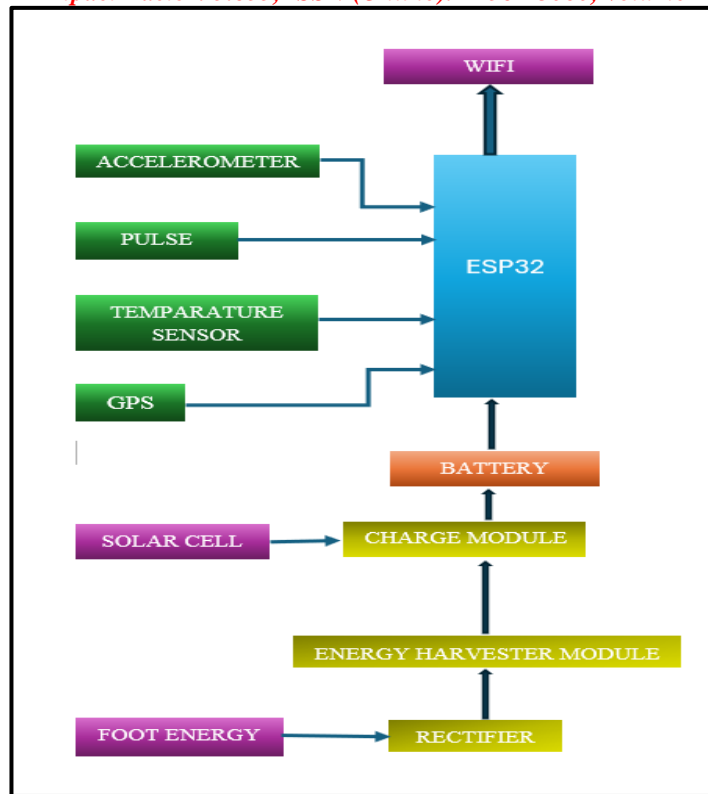 WIFI
ACCELEROMETER
PULSE
ESP32
TEMPARATURE
SENSOR
GPS
BATTERY
SOLAR CELL
CHARGE MODULE
ENERGY HARVESTER MODULE
FOOT ENERGY
RECTIFIER